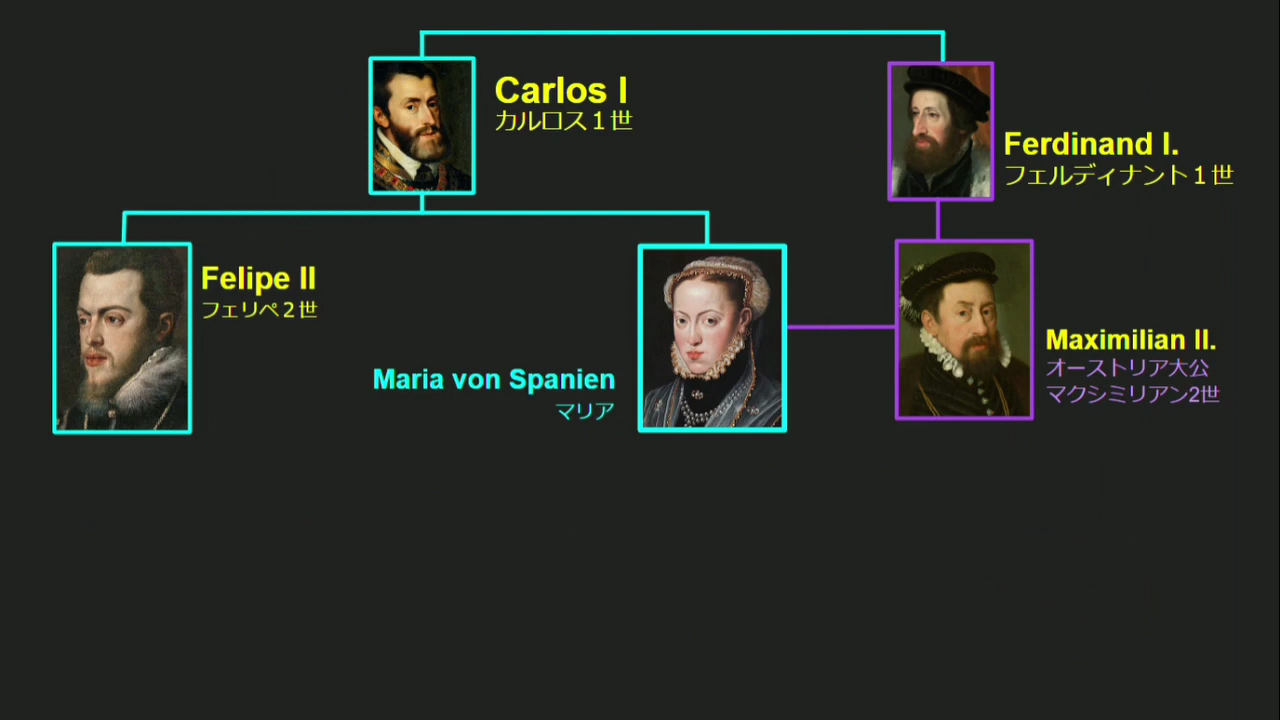 Carlos I
カルロス１世
Ferdinand I.
フェルディナント１世
Felipe II
フェリペ２世
Maria von Spanien
マリア
Maximilian II.
オーストリア大公
マクシミリアン2世